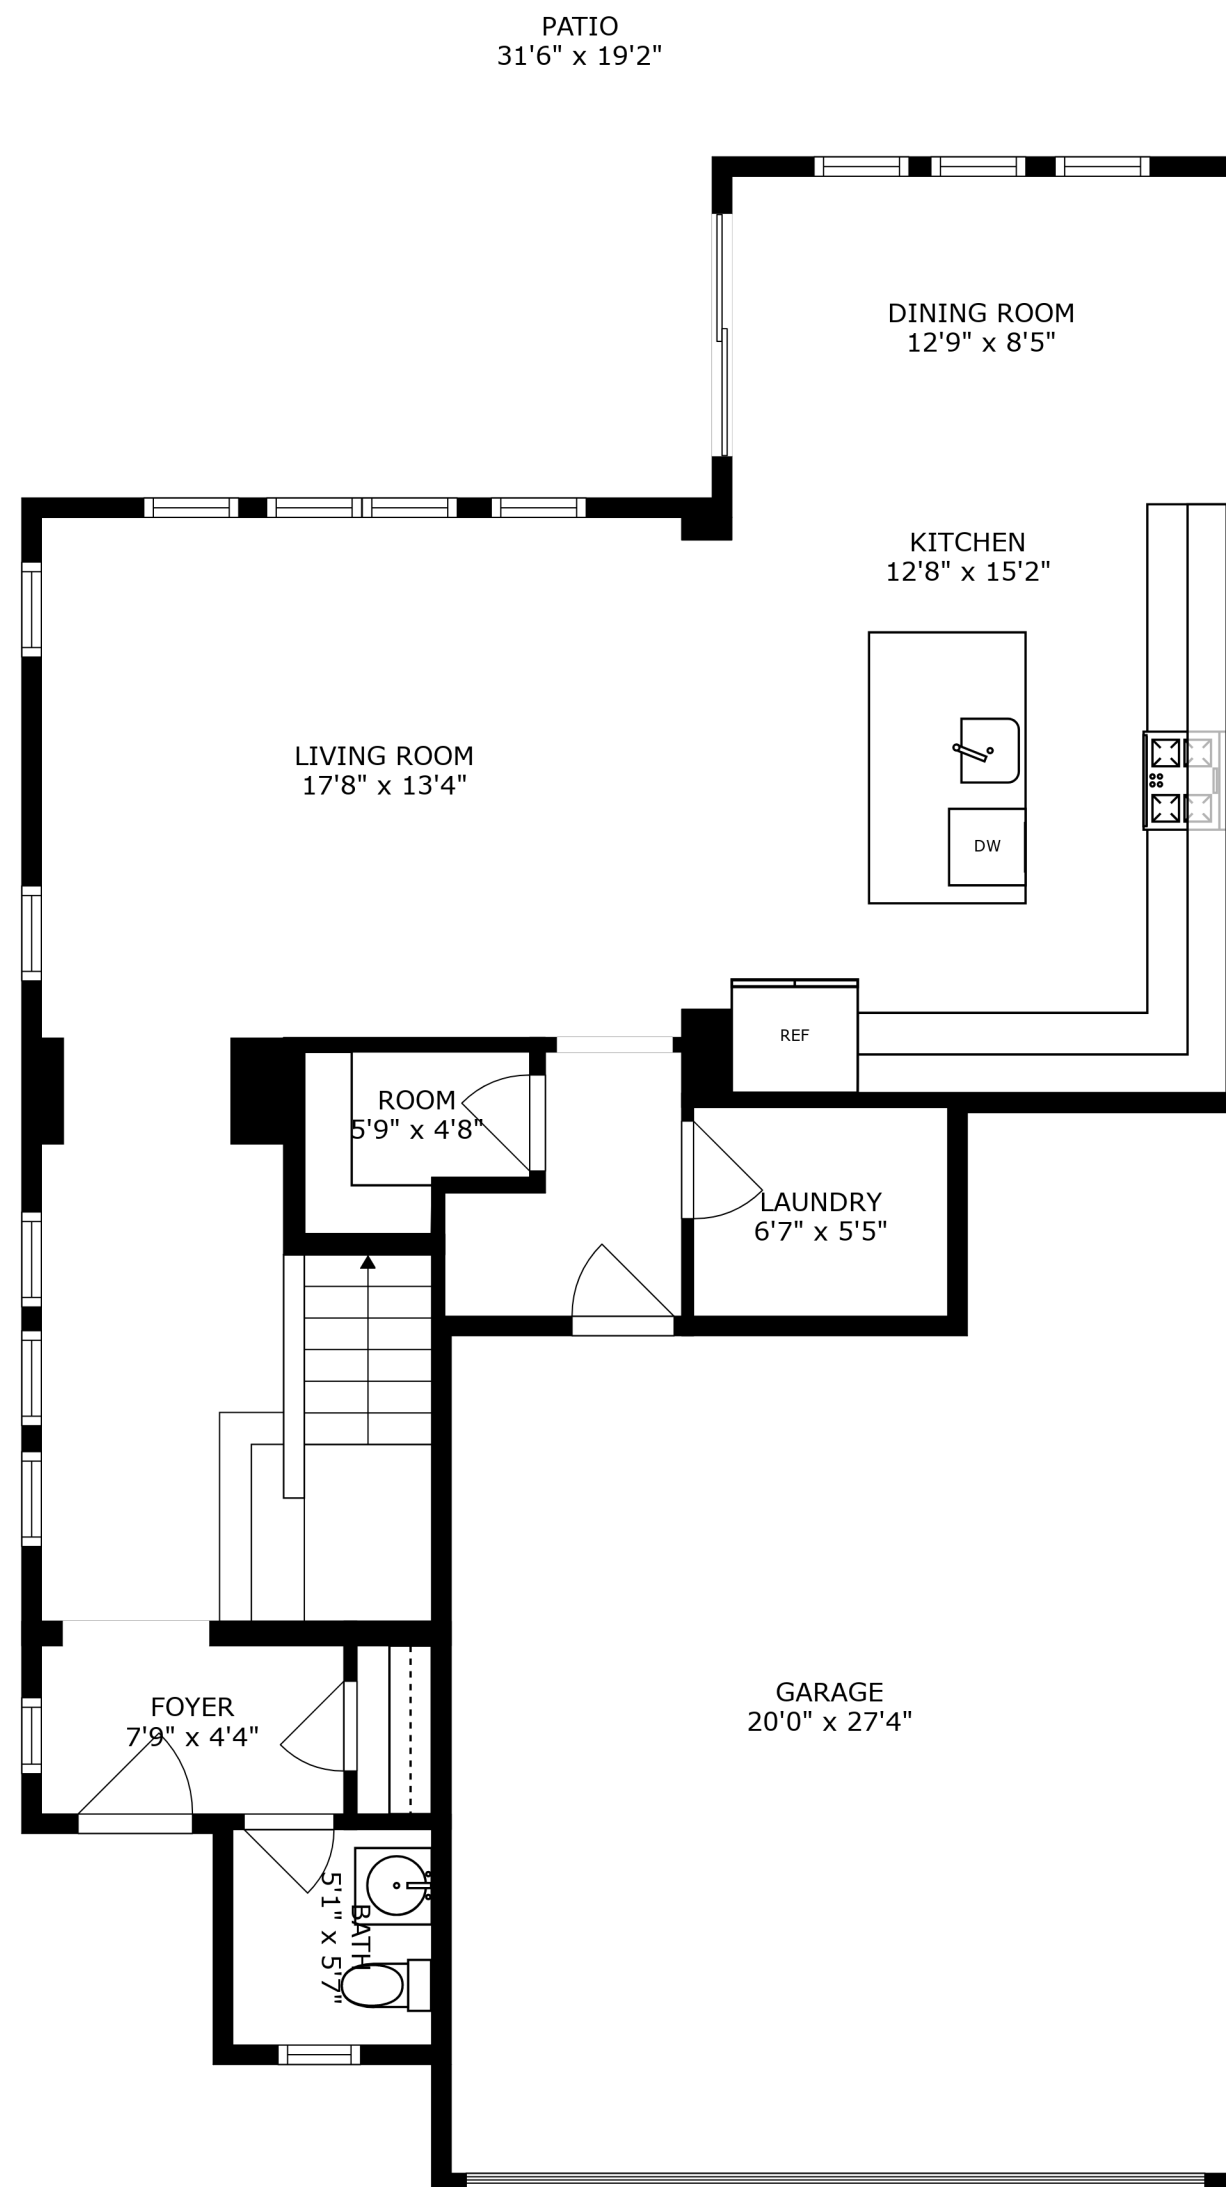 PATIO
31'6" x 19'2"
DINING ROOM
12'9" x 8'5"
KITCHEN
12'8" x 15'2"
LIVING ROOM
17'8" x 13'4"
DW
REF
ROOM
5'9" x 4'8"
LAUNDRY
6'7" x 5'5"
GARAGE
20'0" x 27'4"
FOYER
7'9" x 4'4"
BATH
5'1" x 5'7"